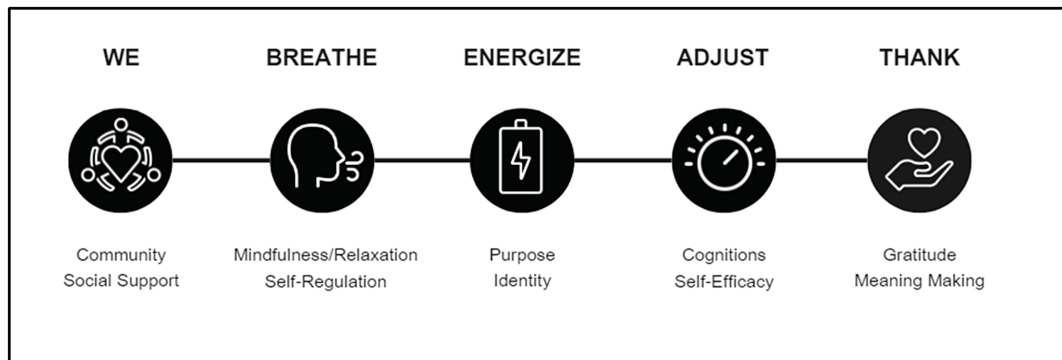 WE
BREATHE
ENERGIZE
ADJUST
THANK
Community
Social Support
Mindfulness/Relaxation
Self-Regulation
Purpose
Identity
Cognitions
Self-Efficacy
Gratitude
Meaning Making